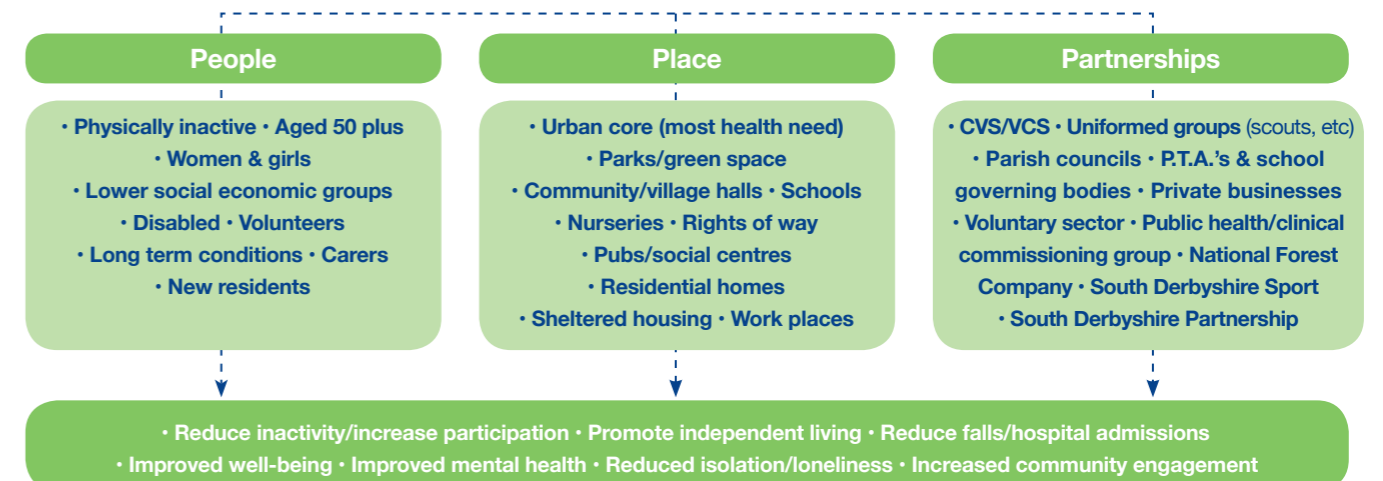 People
• Physically inactive • Aged 50 plus
• Women & girls
• Lower social economic groups
• Disabled • Volunteers
• Long term conditions • Carers
• New residents
Place
• Urban core (most health need)
• Parks/green space
• Community/village halls • Schools
• Nurseries • Rights of way
• Pubs/social centres
• Residential homes
• Sheltered housing • Work places
Partnerships
• CVS/VCS • Uniformed groups (scouts, etc)
• Parish councils • P.T.A.'s & school
governing bodies • Private businesses
• Voluntary sector • Public health/clinical
commissioning group • National Forest
Company • South Derbyshire Sport
• South Derbyshire Partnership
• Reduce inactivity/increase participation • Promote independent living • Reduce falls/hospital admissions
• Improved well-being • Improved mental health • Reduced isolation/loneliness • Increased community engagement